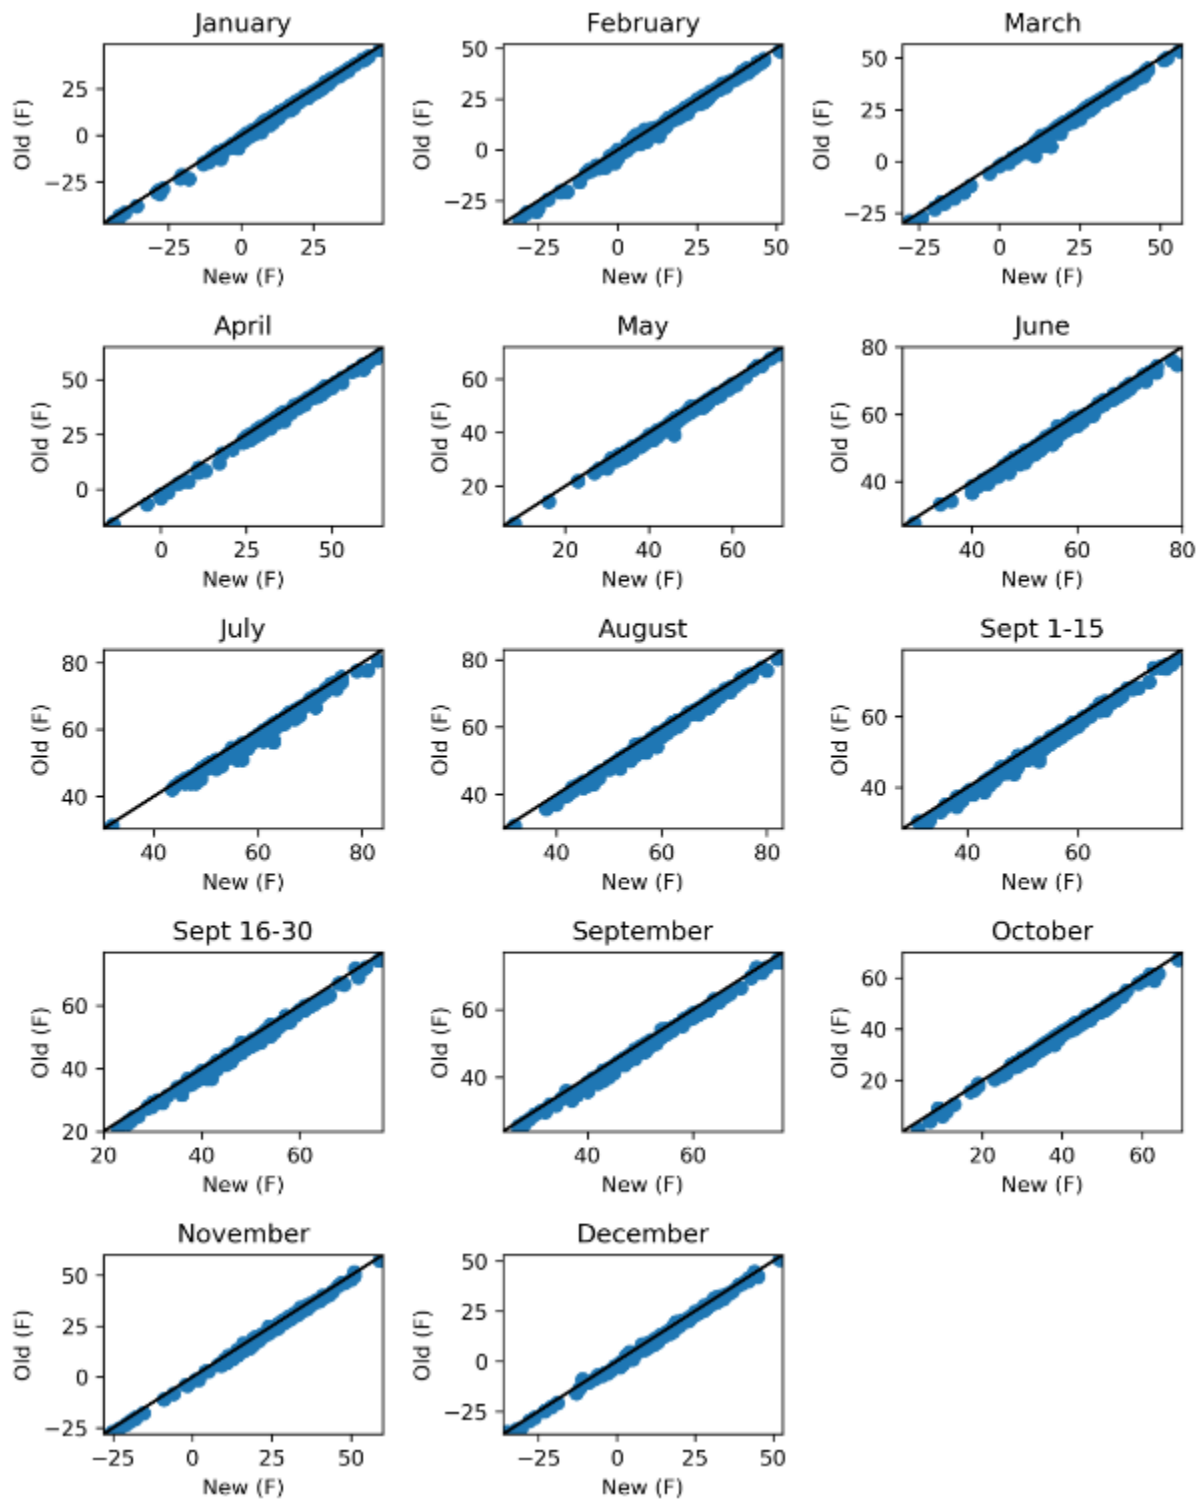 January
February
March
Old (F)
25
0
−25
−25
0
25
New (F)
Old (F)
50
25
0
−25
−25
0
25
50
New (F)
Old (F)
50
25
0
−25
−25
0
25
50
New (F)
April
May
June
Old (F)
50
25
0
0
25
50
New (F)
Old (F)
60
40
20
20
40
60
New (F)
Old (F)
80
60
40
40
60
80
New (F)
July
August
Sept 1-15
Old (F)
80
60
40
40
60
80
New (F)
Old (F)
80
60
40
40
60
80
New (F)
Old (F)
60
40
40
60
New (F)
Sept 16-30
September
October
Old (F)
60
40
20
20
40
60
New (F)
Old (F)
60
40
40
60
New (F)
Old (F)
60
40
20
20
40
60
New (F)
November
December
Old (F)
50
25
0
−25
−25
0
25
50
New (F)
Old (F)
50
25
0
−25
−25
0
25
50
New (F)